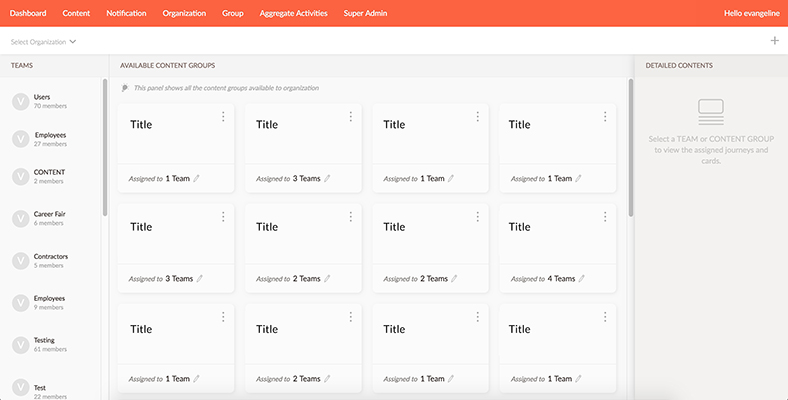 Dashboard Content Notification Organization Group Aggregate Activities Super Admin Hello evangeline
Select Organization
TEAMS
V Users
70 members
V Employees
27 members
V CONTENT
2 members
V Career Fair
6 members
V Contractors
5 members
V Employees
9 members
V Testing
61 members
V Test
22 members
AVAILABLE CONTENT GROUPS
This panel shows all the content groups available to organization
Title Title Title Title
Assigned to 1 Team Assigned to 3 Teams Assigned to 1 Team Assigned to 1 Team
Title Title Title Title
Assigned to 3 Teams Assigned to 2 Teams Assigned to 2 Teams Assigned to 4 Teams
Title Title Title Title
Assigned to 1 Team Assigned to 2 Teams Assigned to 1 Team Assigned to 1 Team
DETAILED CONTENTS
Select a TEAM or CONTENT GROUP
to view the assigned journeys and
cards.